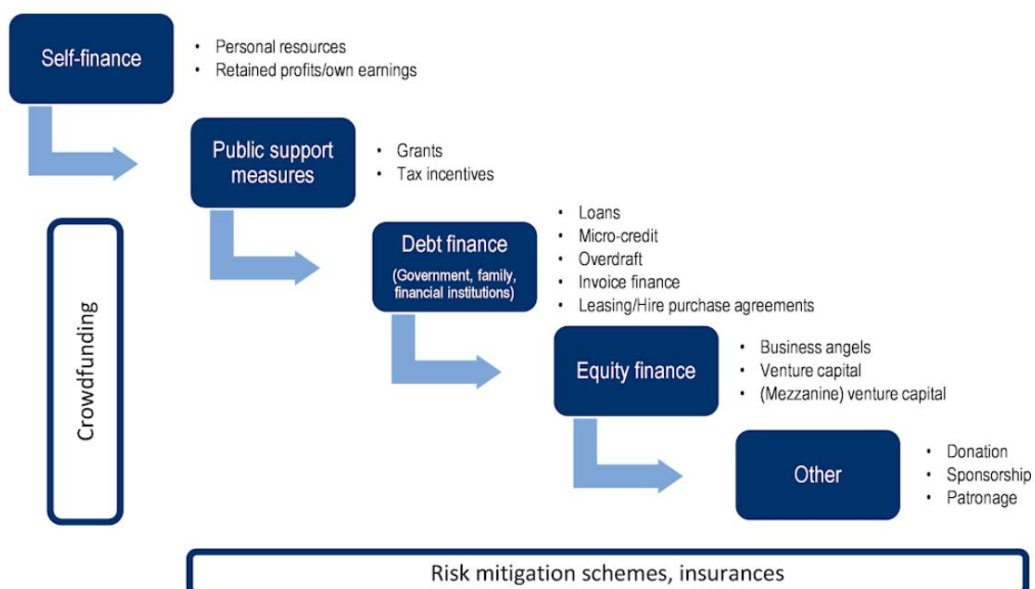 Self-finance
• Personal resources
• Retained profits/own earnings
Public support
measures
• Grants
• Tax incentives
Debt finance
(Government, family,
financial institutions)
• Loans
• Micro-credit
• Overdraft
• Invoice finance
• Leasing/Hire purchase agreements
Equity finance
• Business angels
• Venture capital
• (Mezzanine) venture capital
Other
• Donation
• Sponsorship
• Patronage
Crowdfunding
Risk mitigation schemes, insurances